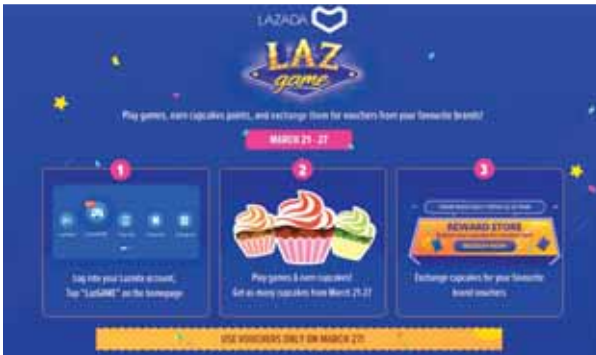 LAZADA
LAZ
game
Play games, earn cupcakes points, and exchange them for vouchers from your favourite brands!
MARCH 21 - 27
1
2
3
REWARD STORE
Log into your Lazada account,
Tap "LazGAME" on the homepage
Play games & earn cupcakes!
Get as many cupcakes from March 21-27
Exchange cupcakes for your favourite
brand vouchers
USE VOUCHERS ONLY ON MARCH 27!